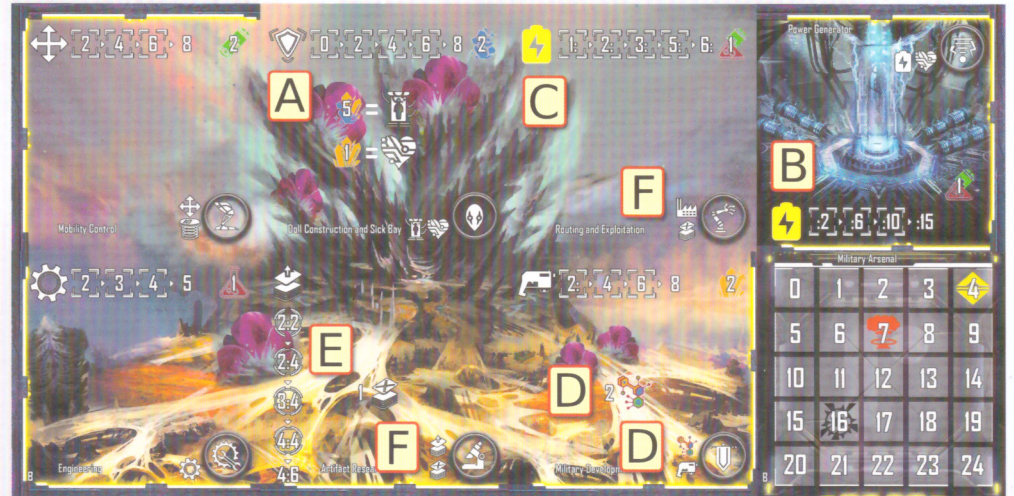 2 4 6 8 2
0 2 4 6 8 2
1: 2: 3: 5: 6: 1
A
5 =
1 =
C
F
Mobility Control
Doll Construction and Sick Bay
Routing and Exploitation
2 3 4 5 1
2: 4 6 8 2
2:2
2:4
3:4
4:4
4:6
E
1
D
2
F
D
Engineering
8
8
Power Generator
B
1
:2 :6 :10 :15
Military Arsenal
0 1 2 3 4
5 6 7 8 9
10 11 12 13 14
15 16 17 18 19
20 21 22 23 24